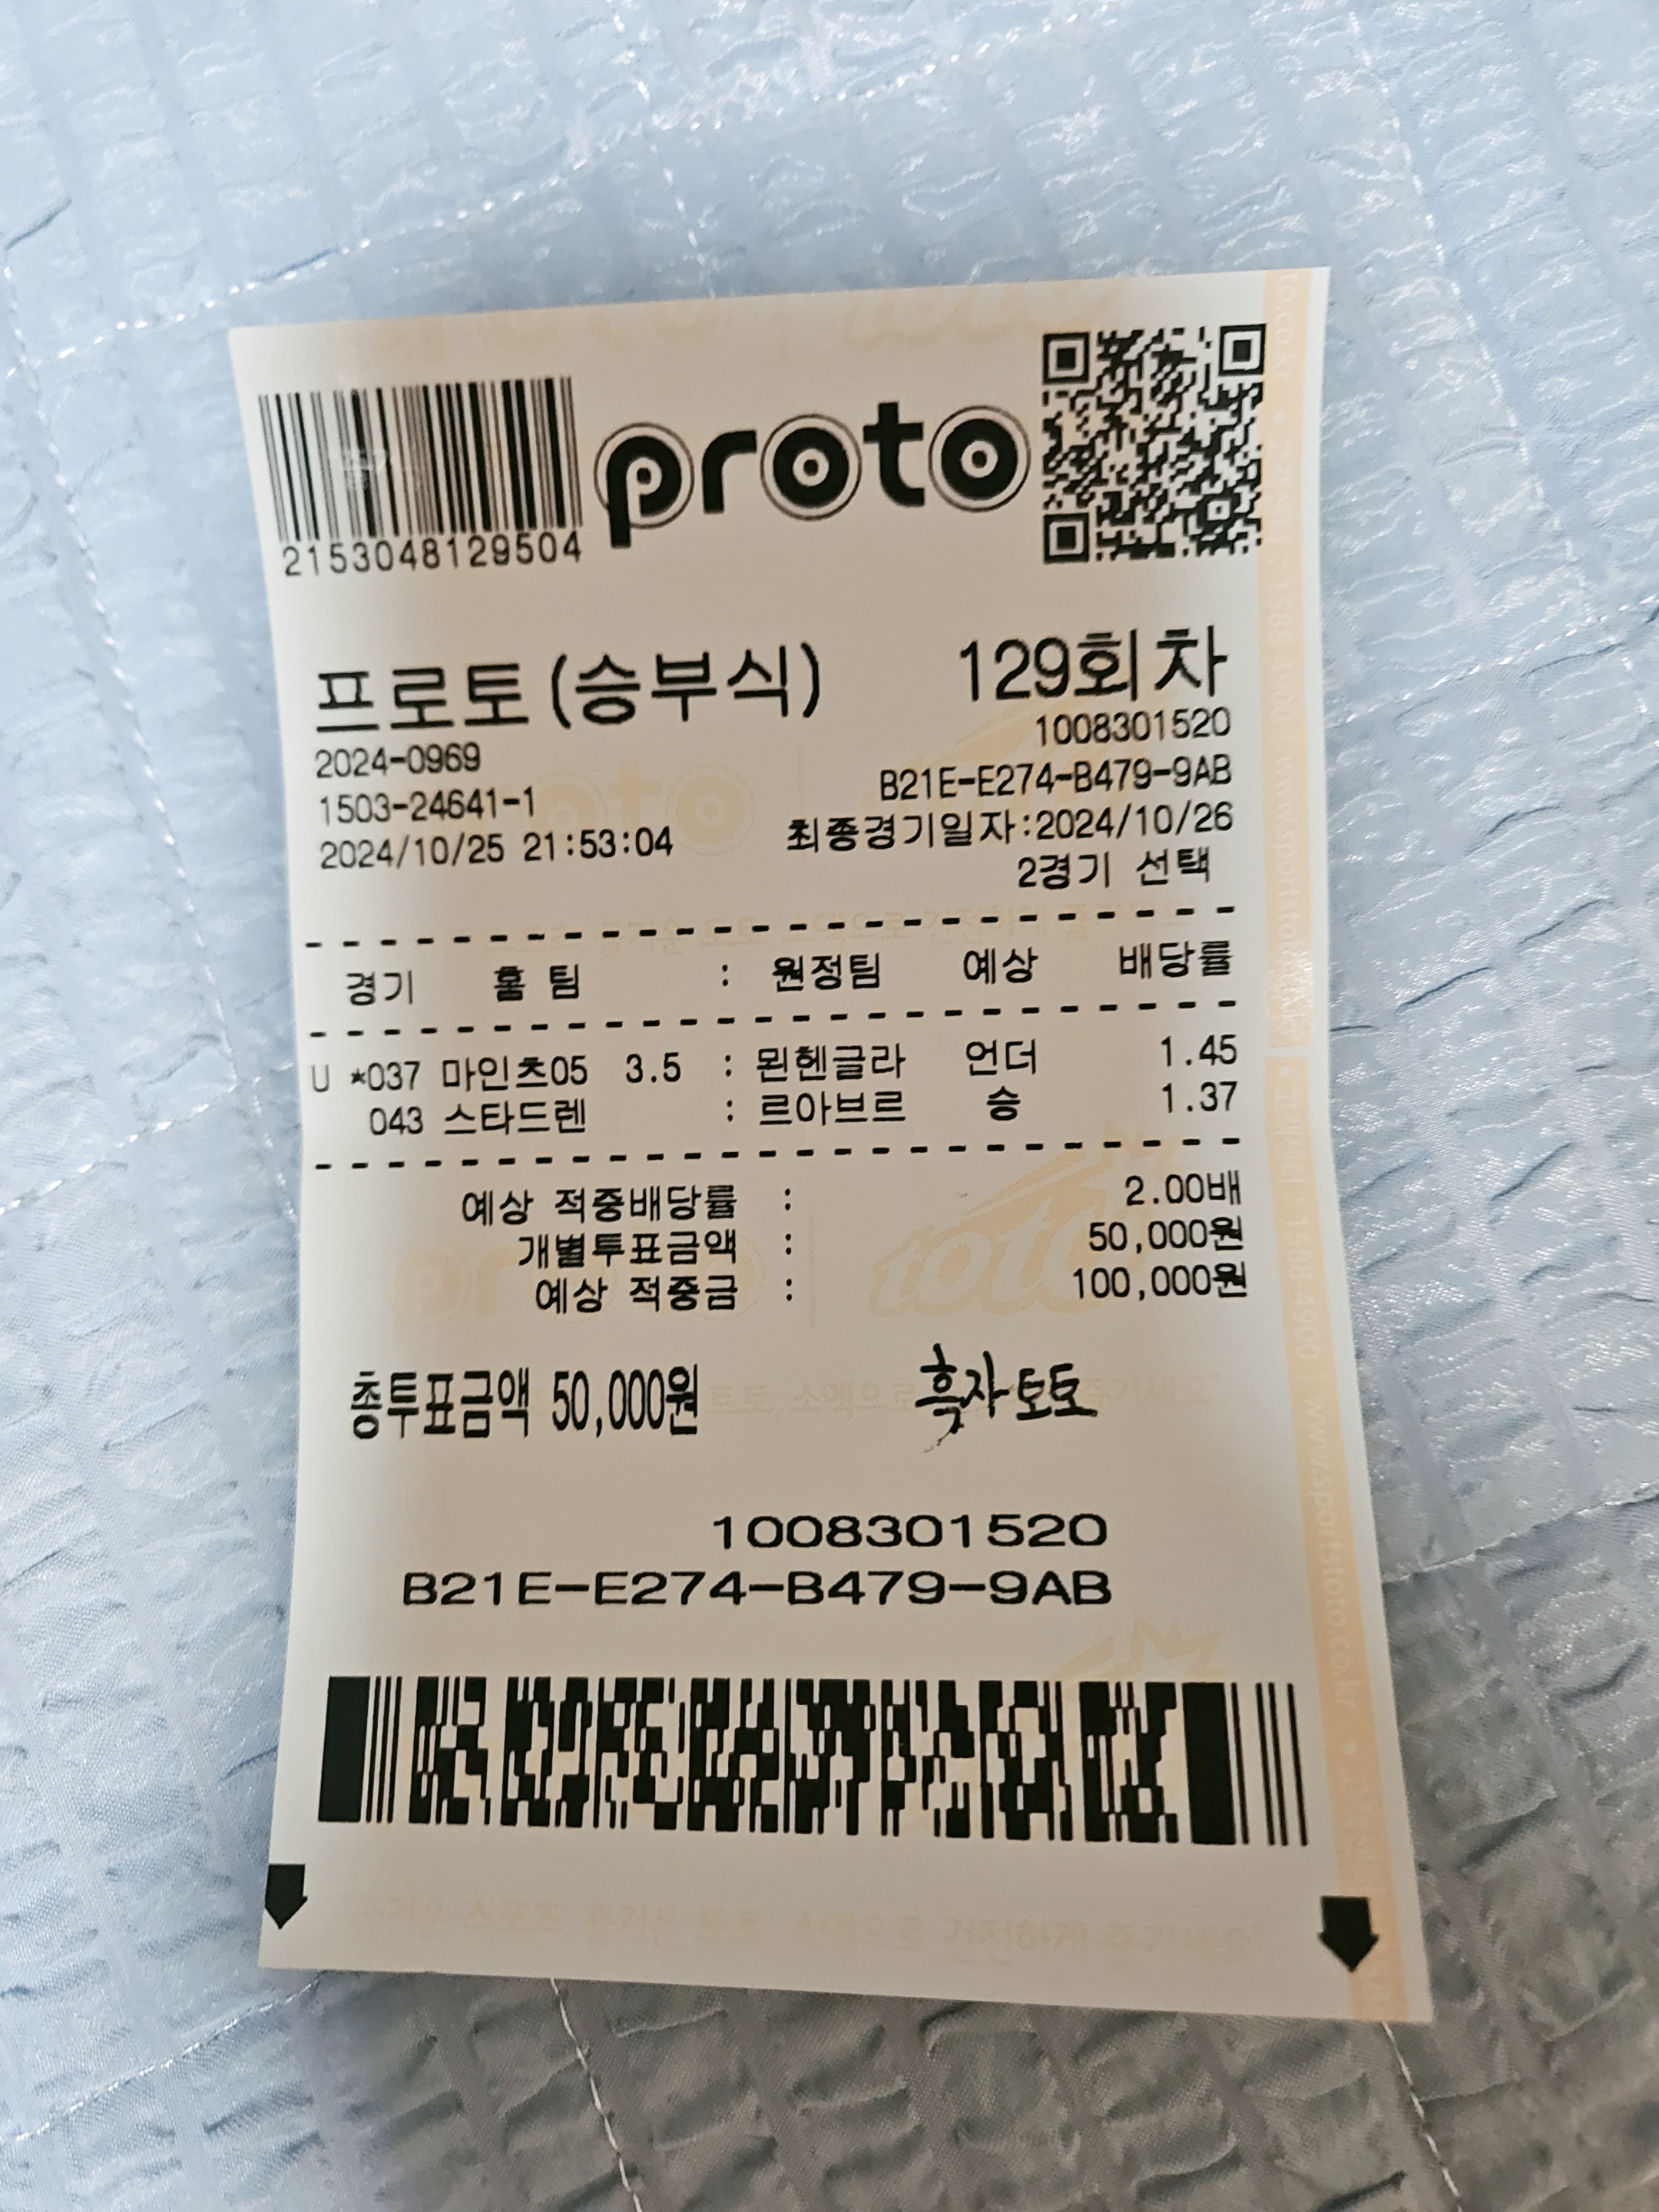 proto
2153048129504
프로토(승부식) 129회차
2024-0969 1008301520
1503-24641-1 B21E-E274-B479-9AB
2024/10/25 21:53:04 최종경기일자:2024/10/26
2경기 선택
경기 홈 팀 : 원정팀 예상 배당률
U *037 마인츠05 3.5 : 묀헨글라 언더 1.45
043 스타드렌 : 르아브르 승 1.37
예상 적중배당률 : 2.00배
개별투표금액 : 50,000원
예상 적중금 : 100,000원
총투표금액 50,000원 흑자토토
1008301520
B21E-E274-B479-9AB